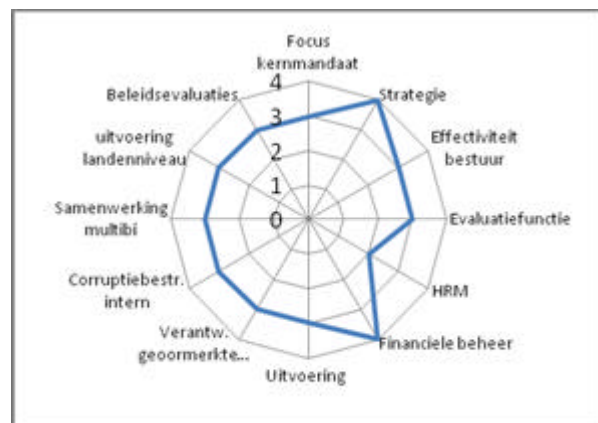 Focus
kernmandaat
Strategie
Effectiviteit
bestuur
Evaluatiefunctie
HRM
Financiele beheer
Uitvoering
Verantw.
geoormerkte...
Corruptiebestr.
intern
Samenwerking
multibi
uitvoering
landenniveau
Beleidsevaluaties
4
3
2
1
0